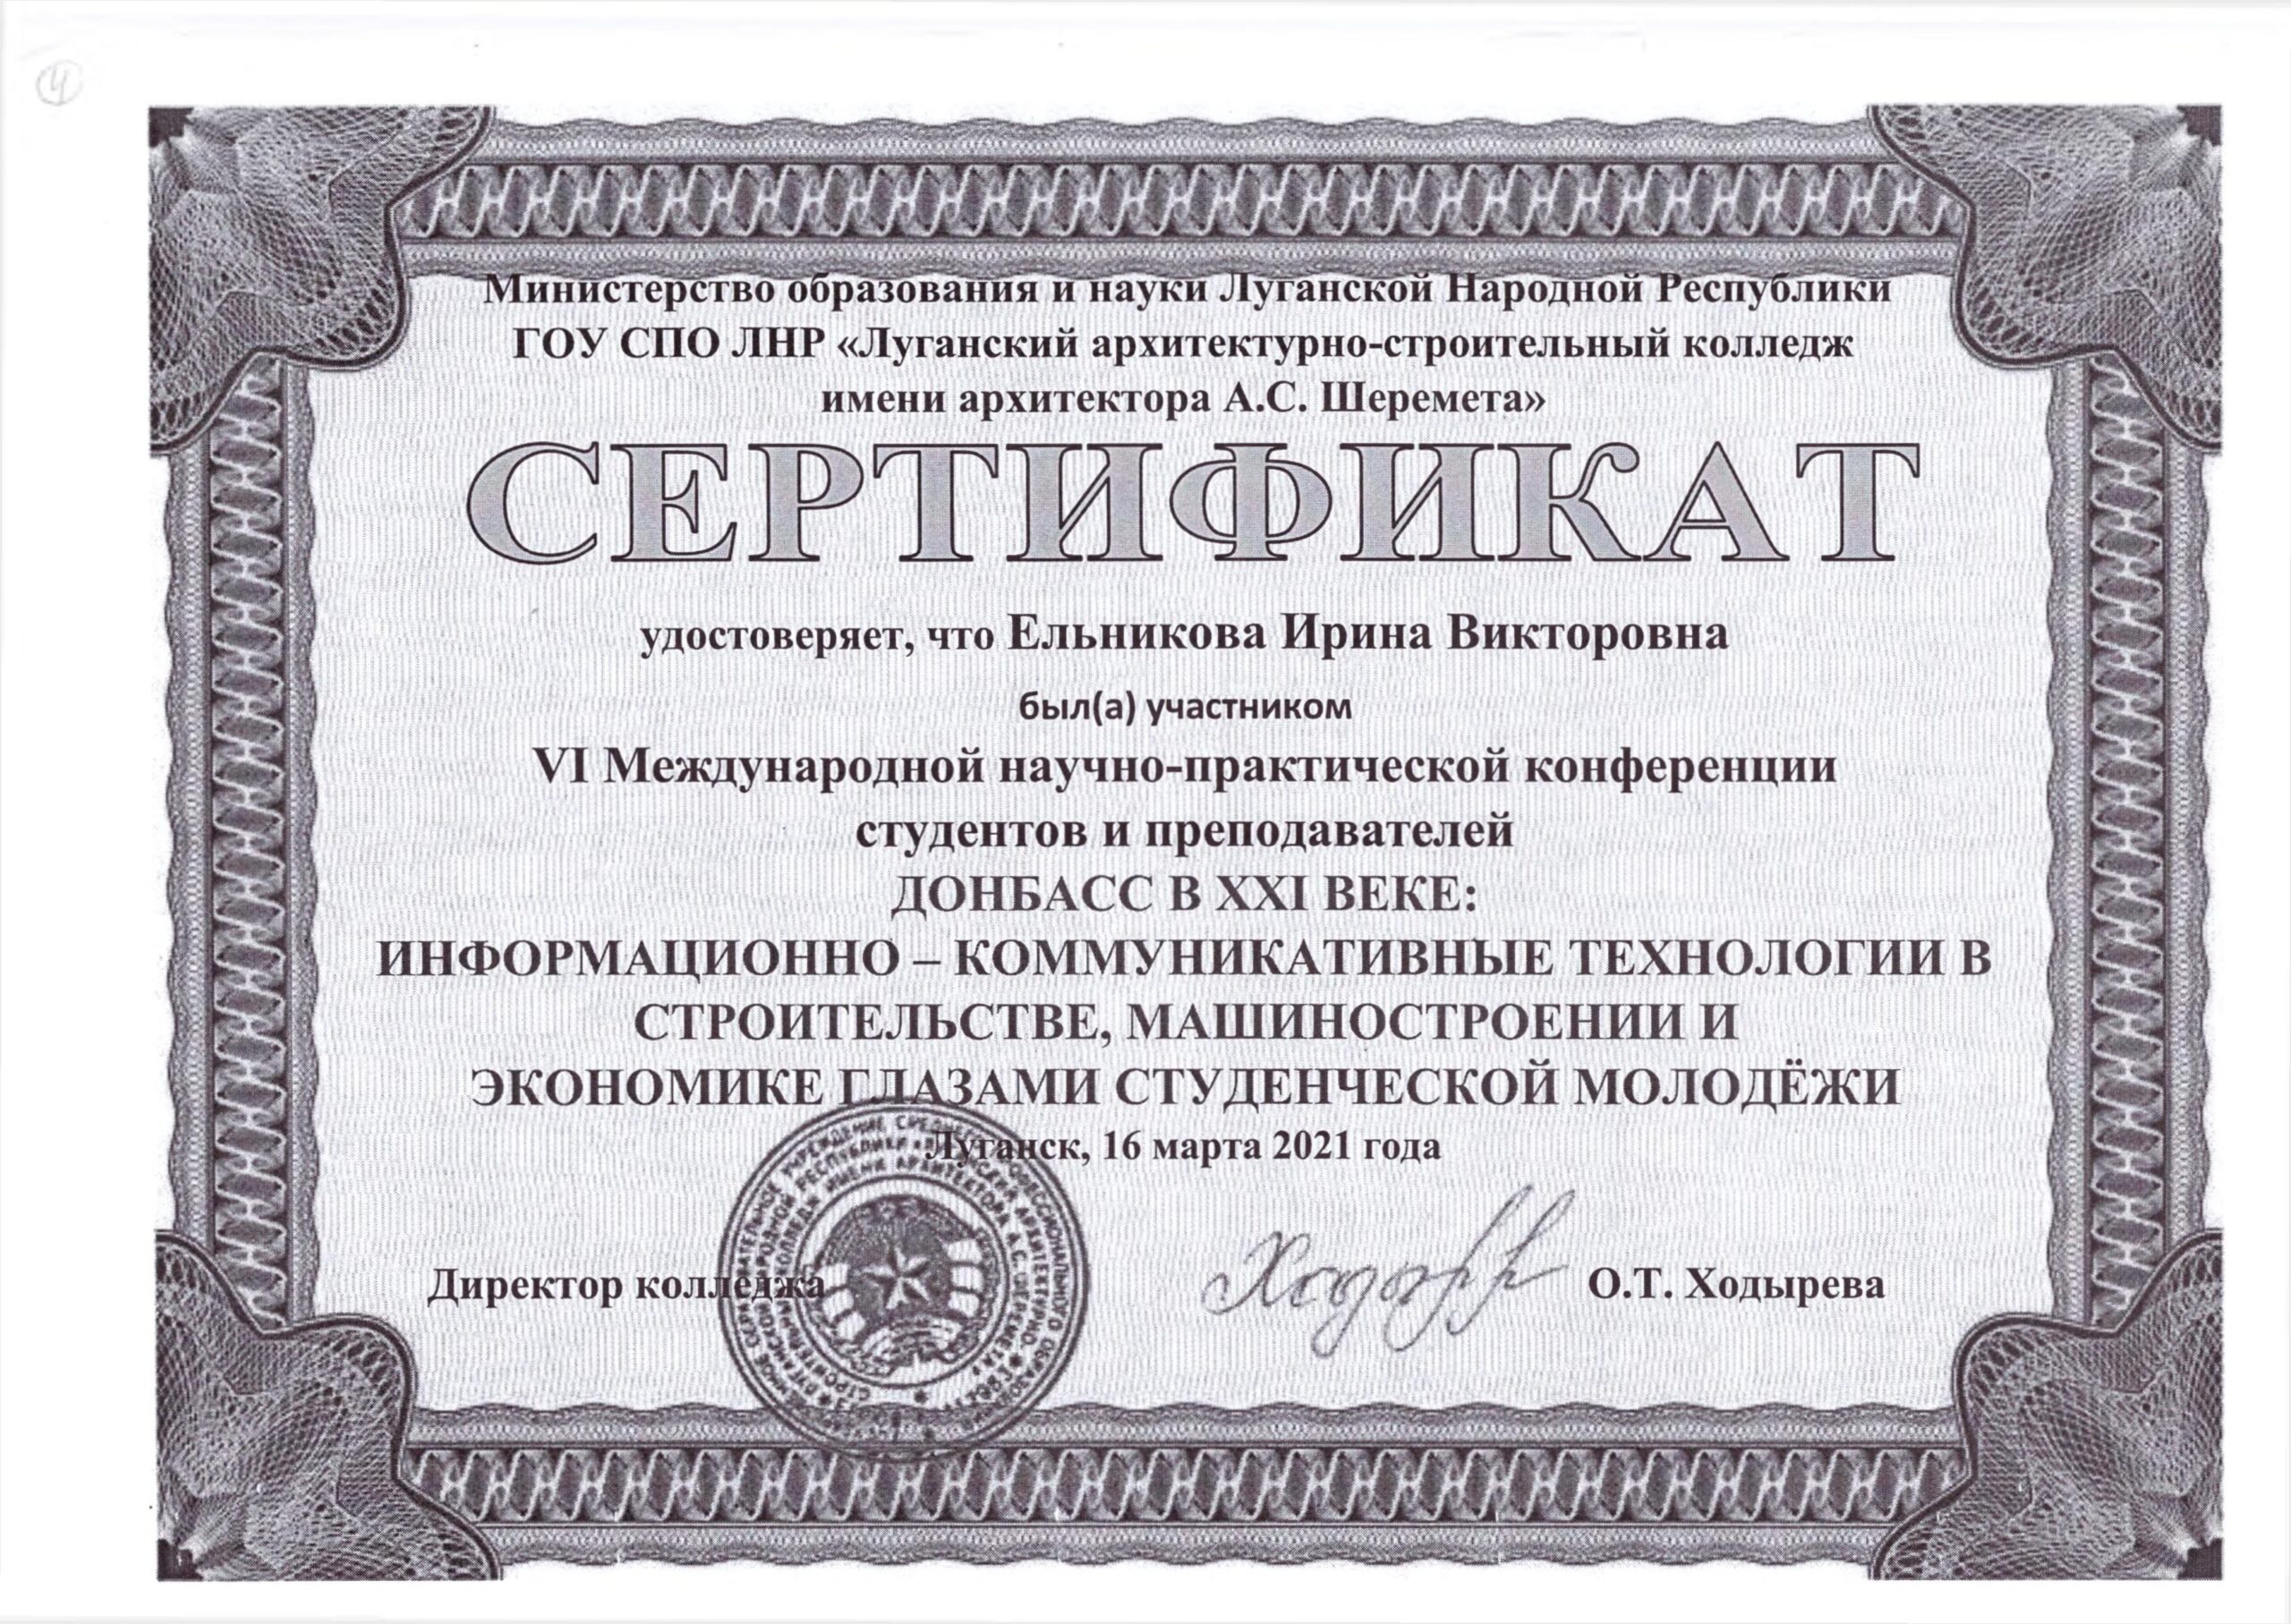 4
Министерство образования и науки Луганской Народной Республики
ГОУ СПО ЛНР «Луганский архитектурно-строительный колледж
имени архитектора А.С. Шеремета»
СЕРТИФИКАТ
удостоверяет, что Ельникова Ирина Викторовна
был(а) участником
VI Международной научно-практической конференции
студентов и преподавателей
ДОНБАСС В XXI ВЕКЕ:
ИНФОРМАЦИОННО – КОММУНИКАТИВНЫЕ ТЕХНОЛОГИИ В
СТРОИТЕЛЬСТВЕ, МАШИНОСТРОЕНИИ И
ЭКОНОМИКЕ ГЛАЗАМИ СТУДЕНЧЕСКОЙ МОЛОДЁЖИ
Луганск, 16 марта 2021 года
Директор колледжа
О.Т. Ходырева